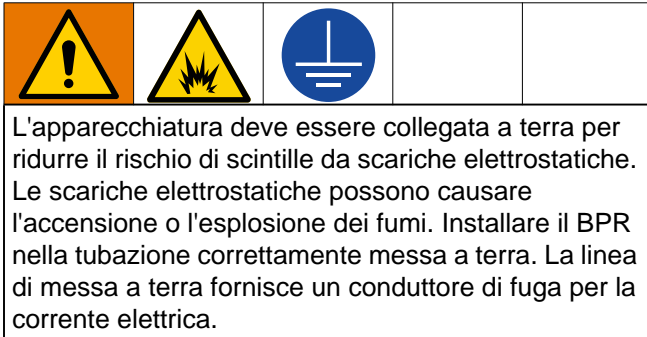 L'apparecchiatura deve essere collegata a terra per
ridurre il rischio di scintille da scariche elettrostatiche.
Le scariche elettrostatiche possono causare
l'accensione o l'esplosione dei fumi. Installare il BPR
nella tubazione correttamente messa a terra. La linea
di messa a terra fornisce un conduttore di fuga per la
corrente elettrica.